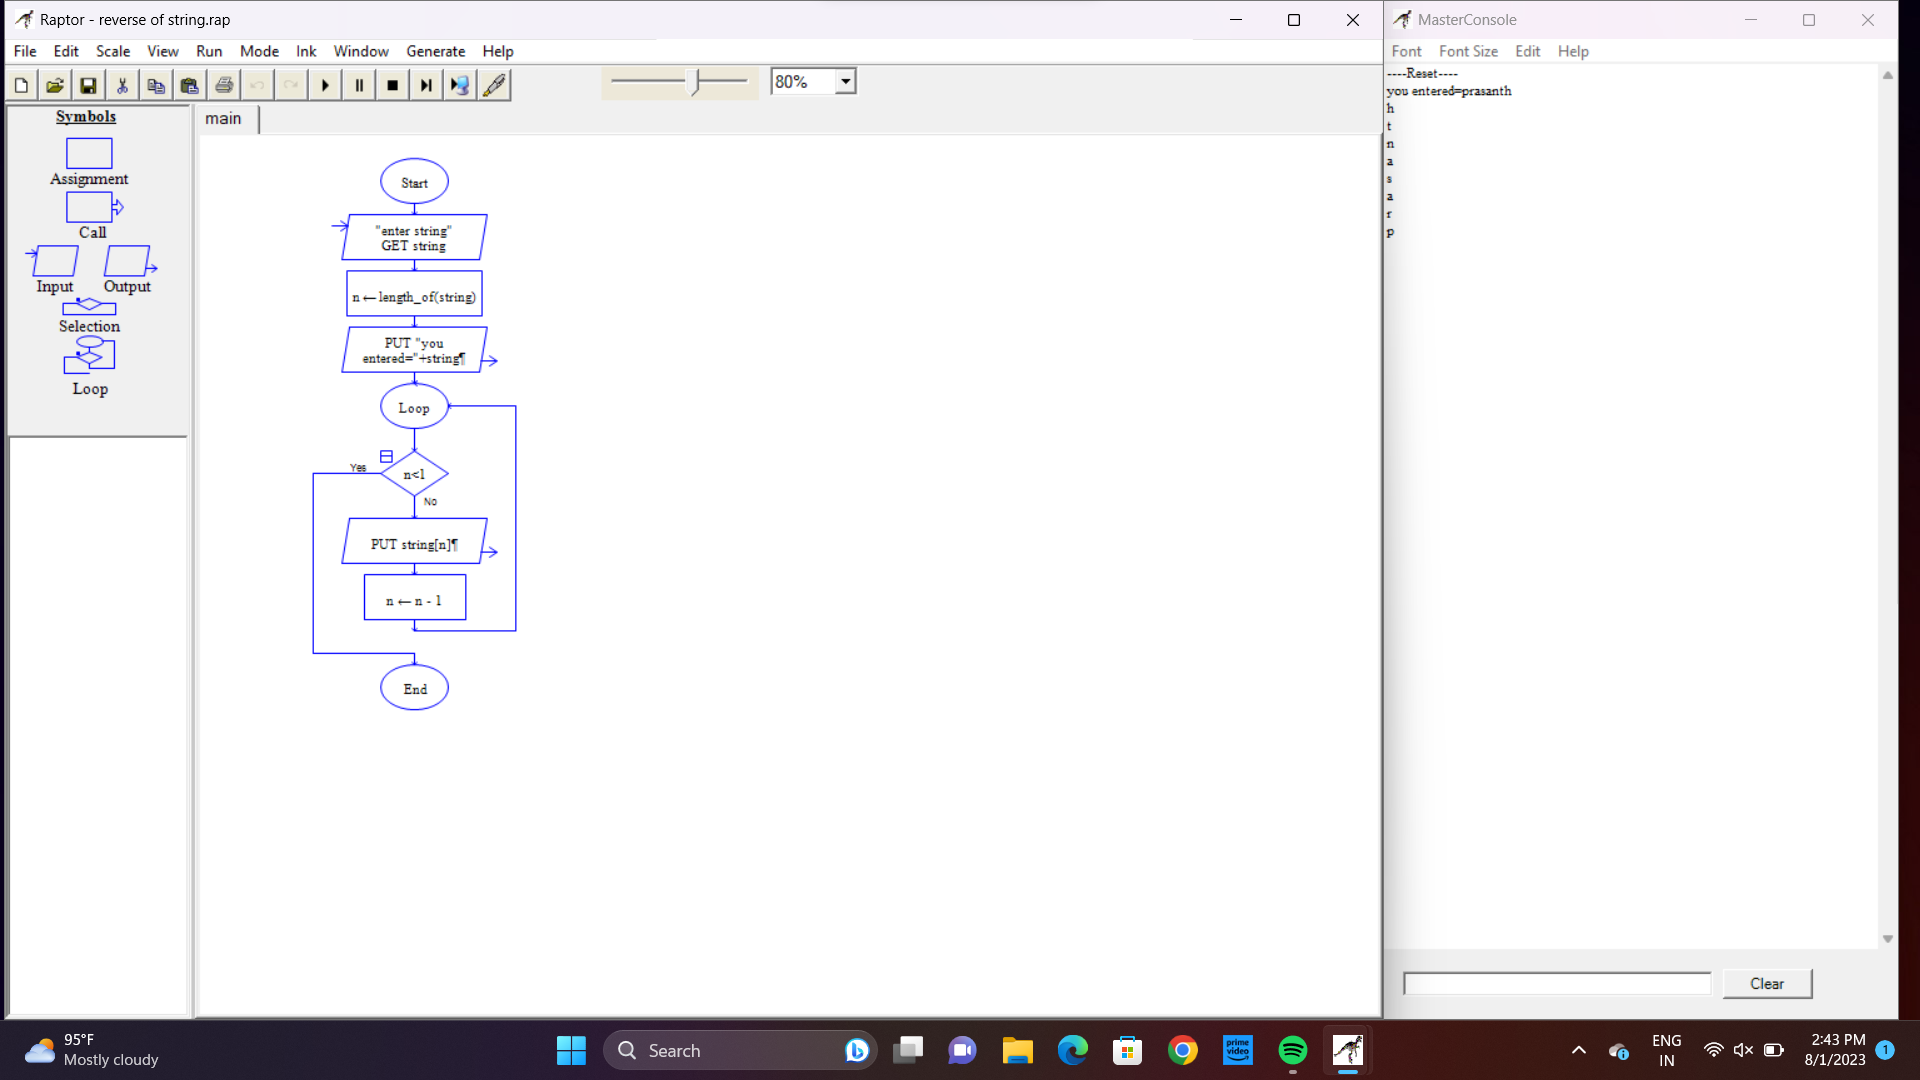 Raptor - reverse of string.rap
File Edit Scale View Run Mode Ink Window Generate Help
80%
Symbols
Assignment
Call
Input Output
Selection
Loop
main
Start
"enter string"
GET string
n ← length_of(string)
PUT "you
entered="+string¶
Loop
Yes
n<1
No
PUT string[n]¶
n ← n - 1
End
MasterConsole
Font Font Size Edit Help
----Reset----
you entered=prasanth
h
t
n
a
s
a
r
p
Clear
95°F
Mostly cloudy
Search
prime
video
ENG
IN
2:43 PM
8/1/2023
1